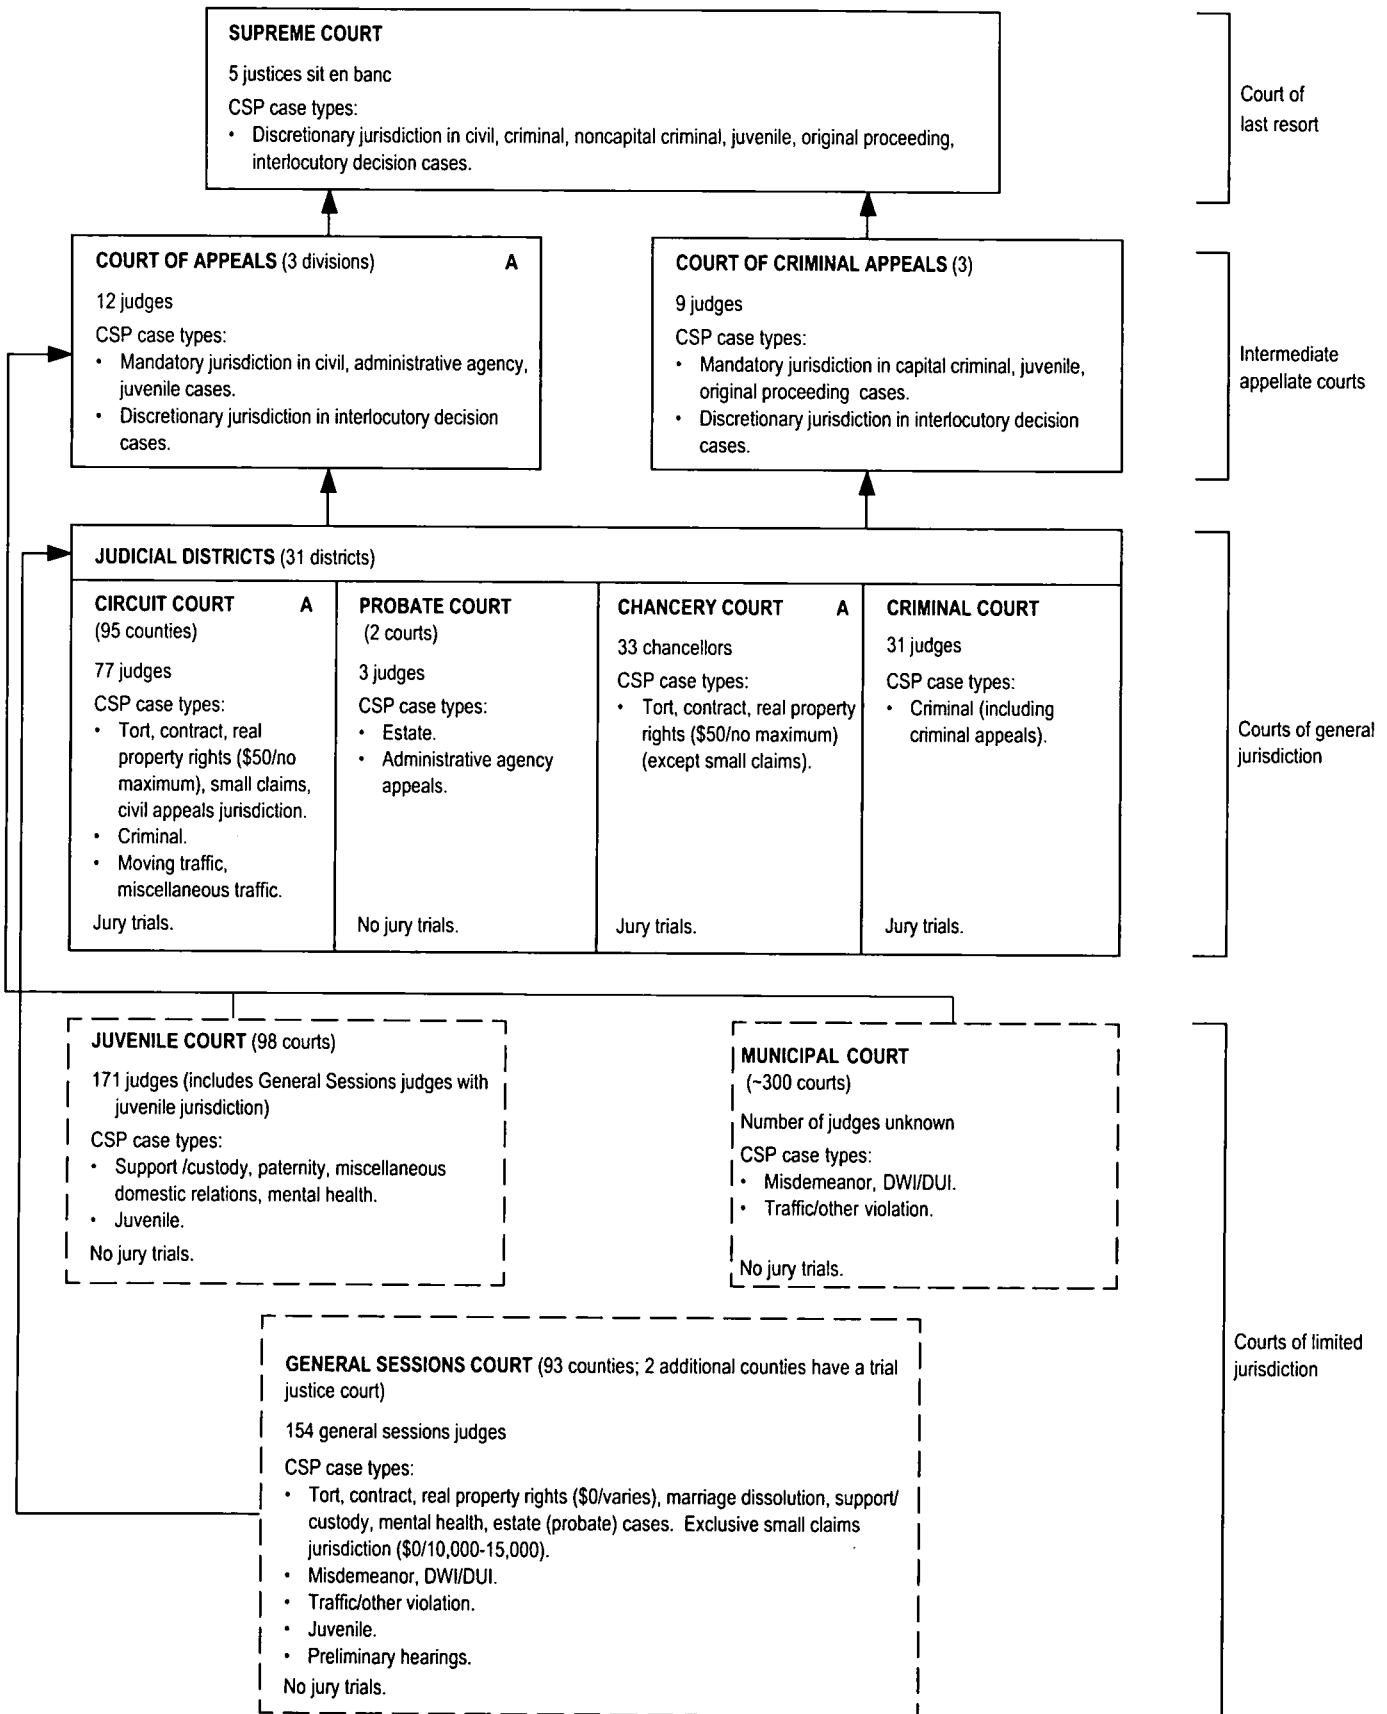 SUPREME COURT
5 justices sit en banc
CSP case types:
• Discretionary jurisdiction in civil, criminal, noncapital criminal, juvenile, original proceeding,
interlocutory decision cases.
Court of
last resort
COURT OF APPEALS (3 divisions) A
12 judges
CSP case types:
• Mandatory jurisdiction in civil, administrative agency,
juvenile cases.
• Discretionary jurisdiction in interlocutory decision
cases.
COURT OF CRIMINAL APPEALS (3)
9 judges
CSP case types:
• Mandatory jurisdiction in capital criminal, juvenile,
original proceeding cases.
• Discretionary jurisdiction in interlocutory decision
cases.
Intermediate
appellate courts
JUDICIAL DISTRICTS (31 districts)
CIRCUIT COURT A
(95 counties)
77 judges
CSP case types:
• Tort, contract, real
property rights ($50/no
maximum), small claims,
civil appeals jurisdiction.
• Criminal.
• Moving traffic,
miscellaneous traffic.
Jury trials.
PROBATE COURT
(2 courts)
3 judges
CSP case types:
• Estate.
• Administrative agency
appeals.
No jury trials.
CHANCERY COURT A
33 chancellors
CSP case types:
• Tort, contract, real property
rights ($50/no maximum)
(except small claims).
Jury trials.
CRIMINAL COURT
31 judges
CSP case types:
• Criminal (including
criminal appeals).
Jury trials.
Courts of general
jurisdiction
JUVENILE COURT (98 courts)
171 judges (includes General Sessions judges with
juvenile jurisdiction)
CSP case types:
• Support /custody, paternity, miscellaneous
domestic relations, mental health.
• Juvenile.
No jury trials.
MUNICIPAL COURT
(~300 courts)
Number of judges unknown
CSP case types:
• Misdemeanor, DWI/DUI.
• Traffic/other violation.
No jury trials.
GENERAL SESSIONS COURT (93 counties; 2 additional counties have a trial
justice court)
154 general sessions judges
CSP case types:
• Tort, contract, real property rights ($0/varies), marriage dissolution, support/
custody, mental health, estate (probate) cases. Exclusive small claims
jurisdiction ($0/10,000-15,000).
• Misdemeanor, DWI/DUI.
• Traffic/other violation.
• Juvenile.
• Preliminary hearings.
No jury trials.
Courts of limited
jurisdiction